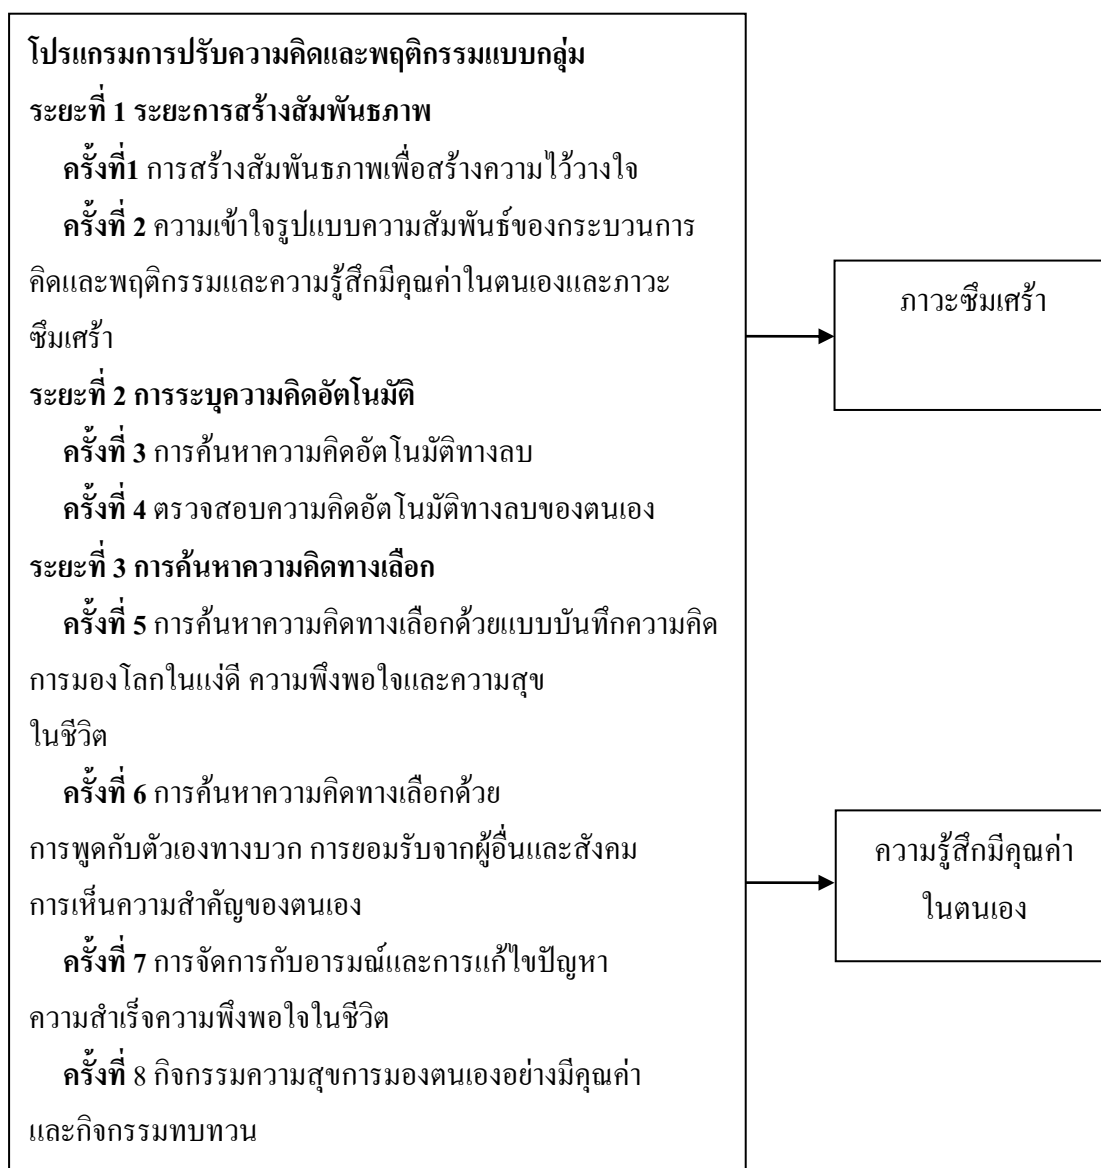 โปรแกรมการปรับความคิดและพฤติกรรมแบบกลุ่ม
ระยะที่ 1 ระยะการสร้างสัมพันธภาพ
ครั้งที่1 การสร้างสัมพันธภาพเพื่อสร้างความไว้วางใจ
ครั้งที่ 2 ความเข้าใจรูปแบบความสัมพันธ์ของกระบวนการ
คิดและพฤติกรรมและความรู้สึกมีคุณค่าในตนเองและภาวะ
ซึมเศร้า
ระยะที่ 2 การระบุความคิดอัตโนมัติ
ครั้งที่ 3 การค้นหาความคิดอัตโนมัติทางลบ
ครั้งที่ 4 ตรวจสอบความคิดอัตโนมัติทางลบของตนเอง
ระยะที่ 3 การค้นหาความคิดทางเลือก
ครั้งที่ 5 การค้นหาความคิดทางเลือกด้วยแบบบันทึกความคิด
การมองโลกในแง่ดี ความพึงพอใจและความสุข
ในชีวิต
ครั้งที่ 6 การค้นหาความคิดทางเลือกด้วย
การพูดกับตัวเองทางบวก การยอมรับจากผู้อื่นและสังคม
การเห็นความสำคัญของตนเอง
ครั้งที่ 7 การจัดการกับอารมณ์และการแก้ไขปัญหา
ความสำเร็จความพึงพอใจในชีวิต
ครั้งที่ 8 กิจกรรมความสุขการมองตนเองอย่างมีคุณค่า
และกิจกรรมทบทวน
ภาวะซึมเศร้า
ความรู้สึกมีคุณค่า
ในตนเอง